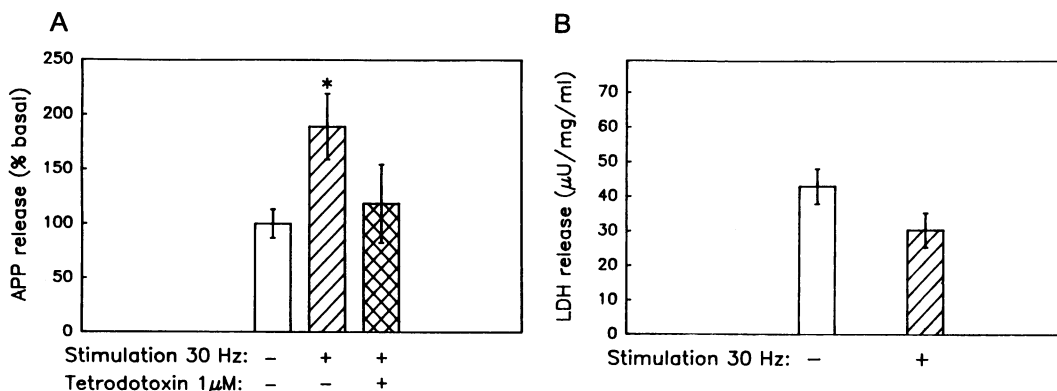 A
APP release (% basal)
250
200
150
100
50
0
*
Stimulation 30 Hz: – + +
Tetrodotoxin 1μM: – – +
B
LDH release (μU/mg/ml)
70
60
50
40
30
20
10
0
Stimulation 30 Hz: – +